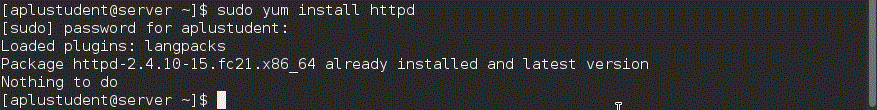 [aplustudent@server ~]$ sudo yum install httpd
[sudo] password for aplustudent:
Loaded plugins: langpacks
Package httpd-2.4.10-15.fc21.x86_64 already installed and latest version
Nothing to do
[aplustudent@server ~]$